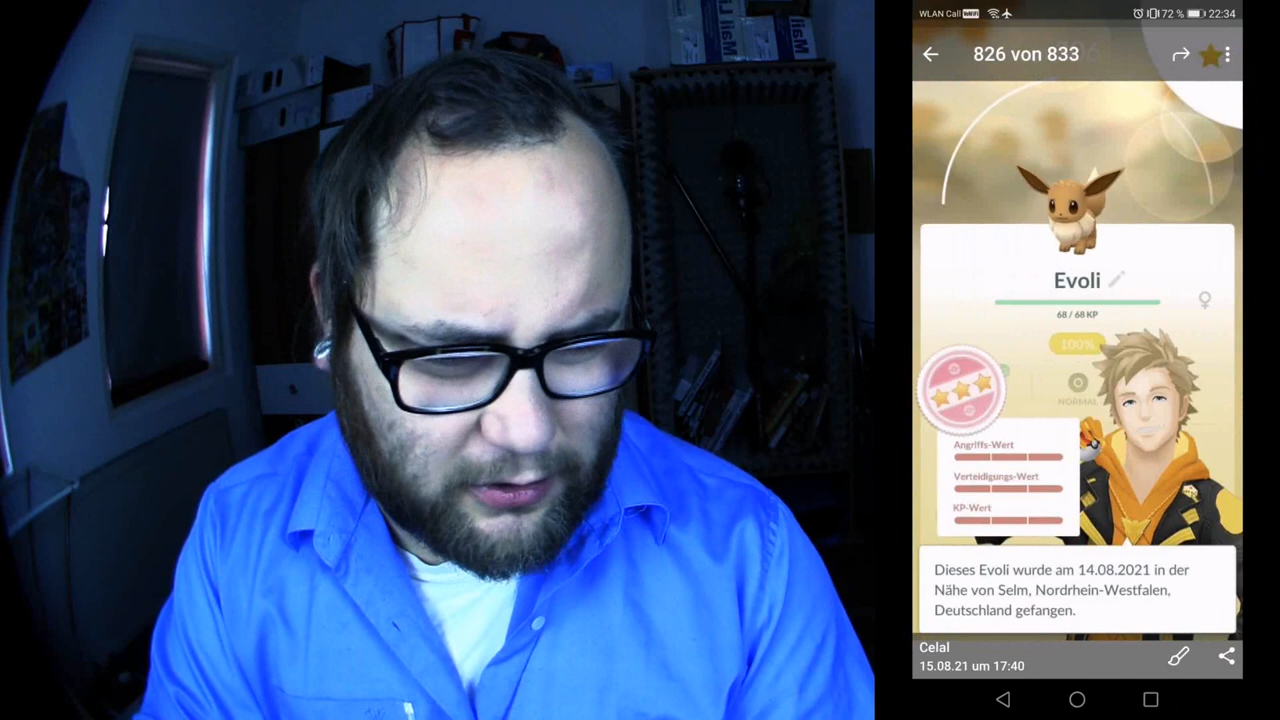 WLAN Call VoWiFi 72 % 22:34
826 von 833
Evoli
68 / 68 KP
100%
NORMAL
Angriffs-Wert
Verteidigungs-Wert
KP-Wert
Dieses Evoli wurde am 14.08.2021 in der
Nähe von Selm, Nordrhein-Westfalen,
Deutschland gefangen.
Celal
15.08.21 um 17:40